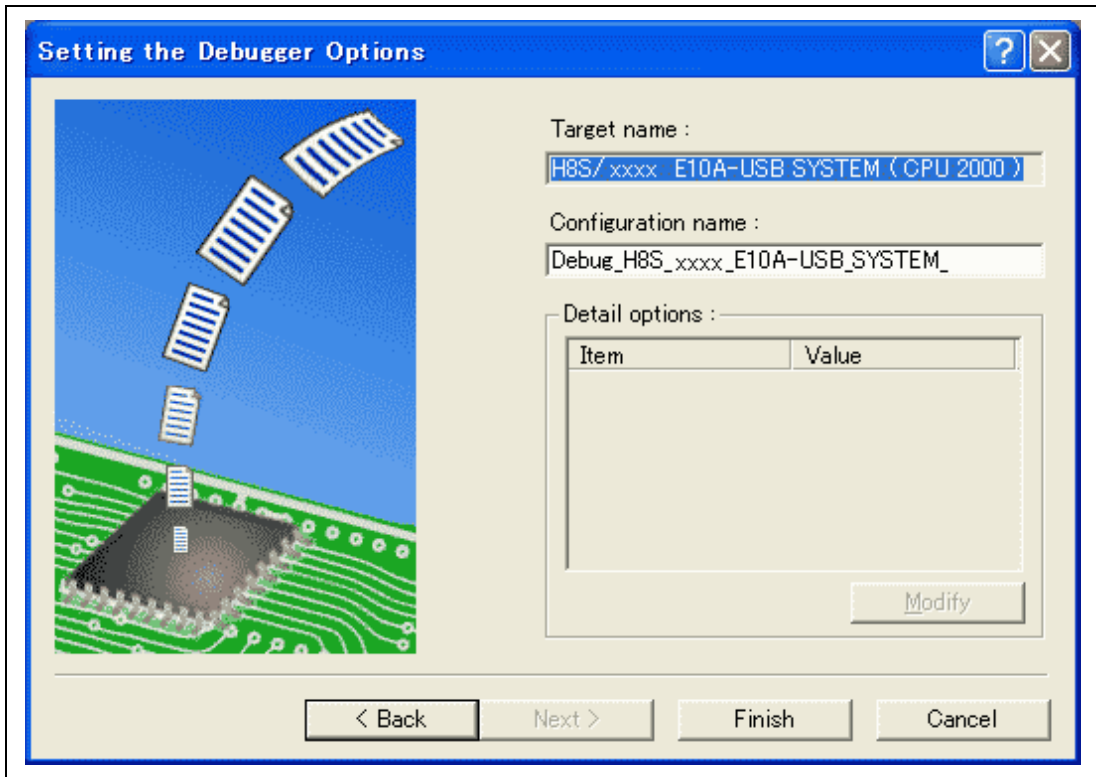 Setting the Debugger Options
Target name :
H8S/ xxxx E10A-USB SYSTEM ( CPU 2000 )
Configuration name :
Debug_H8S_xxxx_E10A-USB_SYSTEM_
Detail options :
Item Value
Modify
< Back Next > Finish Cancel